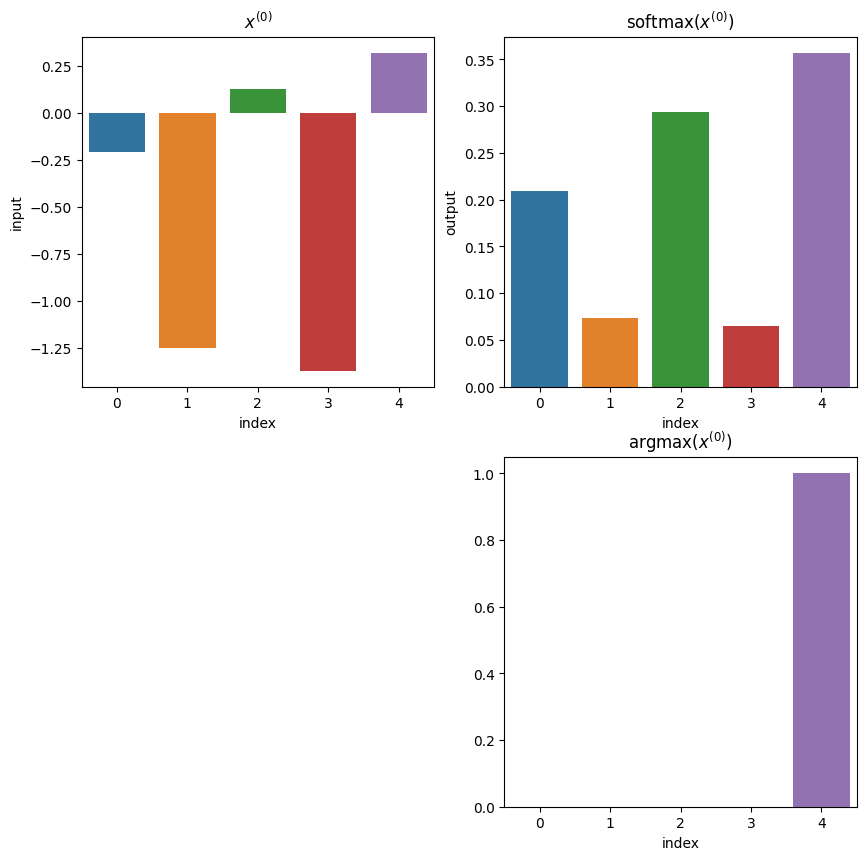 x^(0)
0.25
0.00
−0.25
−0.50
−0.75
−1.00
−1.25
input
0 1 2 3 4
index
softmax(x^(0))
0.35
0.30
0.25
0.20
0.15
0.10
0.05
0.00
output
0 1 2 3 4
index
argmax(x^(0))
1.0
0.8
0.6
0.4
0.2
0.0
0 1 2 3 4
index